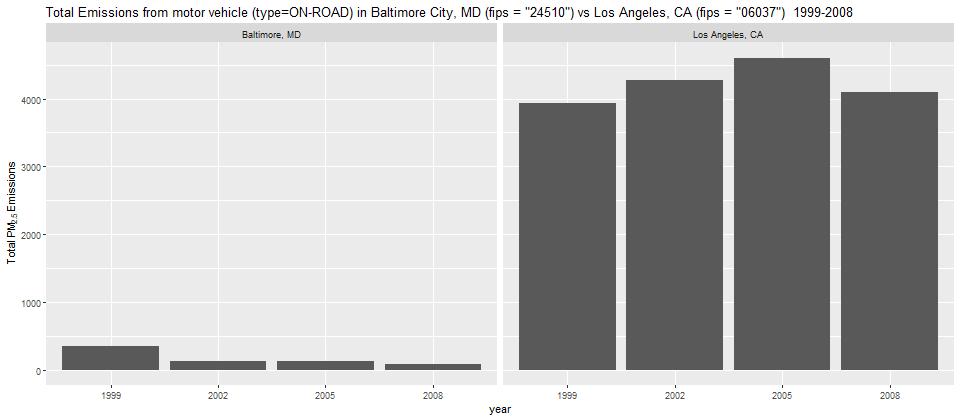 Total Emissions from motor vehicle (type=ON-ROAD) in Baltimore City, MD (fips = "24510") vs Los Angeles, CA (fips = "06037")  1999-2008
Baltimore, MD
Los Angeles, CA
Total PM2.5 Emissions
4000
3000
2000
1000
0
1999
2002
2005
2008
1999
2002
2005
2008
year